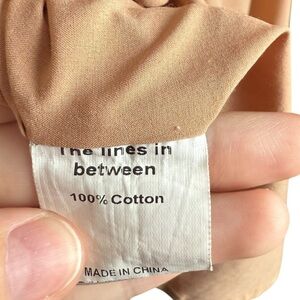 The lines in
between
100% Cotton
MADE IN CHINA